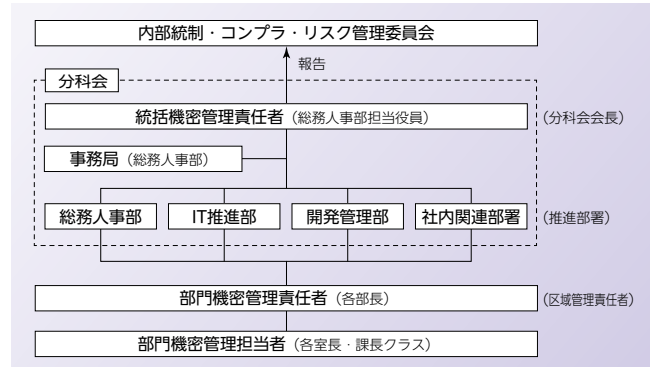 内部統制・コンプラ・リスク管理委員会
報告
分科会
統括機密管理責任者（総務人事部担当役員）
（分科会会長）
事務局（総務人事部）
総務人事部
IT推進部
開発管理部
社内関連部署
（推進部署）
部門機密管理責任者（各部長）
（区域管理責任者）
部門機密管理担当者（各室長・課長クラス）